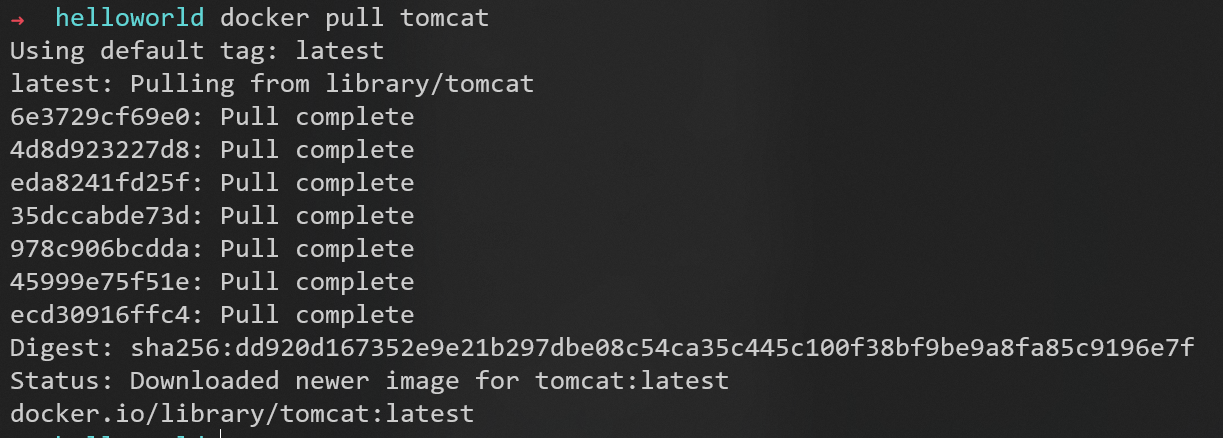 → helloworld docker pull tomcat
Using default tag: latest
latest: Pulling from library/tomcat
6e3729cf69e0: Pull complete
4d8d923227d8: Pull complete
eda8241fd25f: Pull complete
35dccabde73d: Pull complete
978c906bcdda: Pull complete
45999e75f51e: Pull complete
ecd30916ffc4: Pull complete
Digest: sha256:dd920d167352e9e21b297dbe08c54ca35c445c100f38bf9be9a8fa85c9196e7f
Status: Downloaded newer image for tomcat:latest
docker.io/library/tomcat:latest